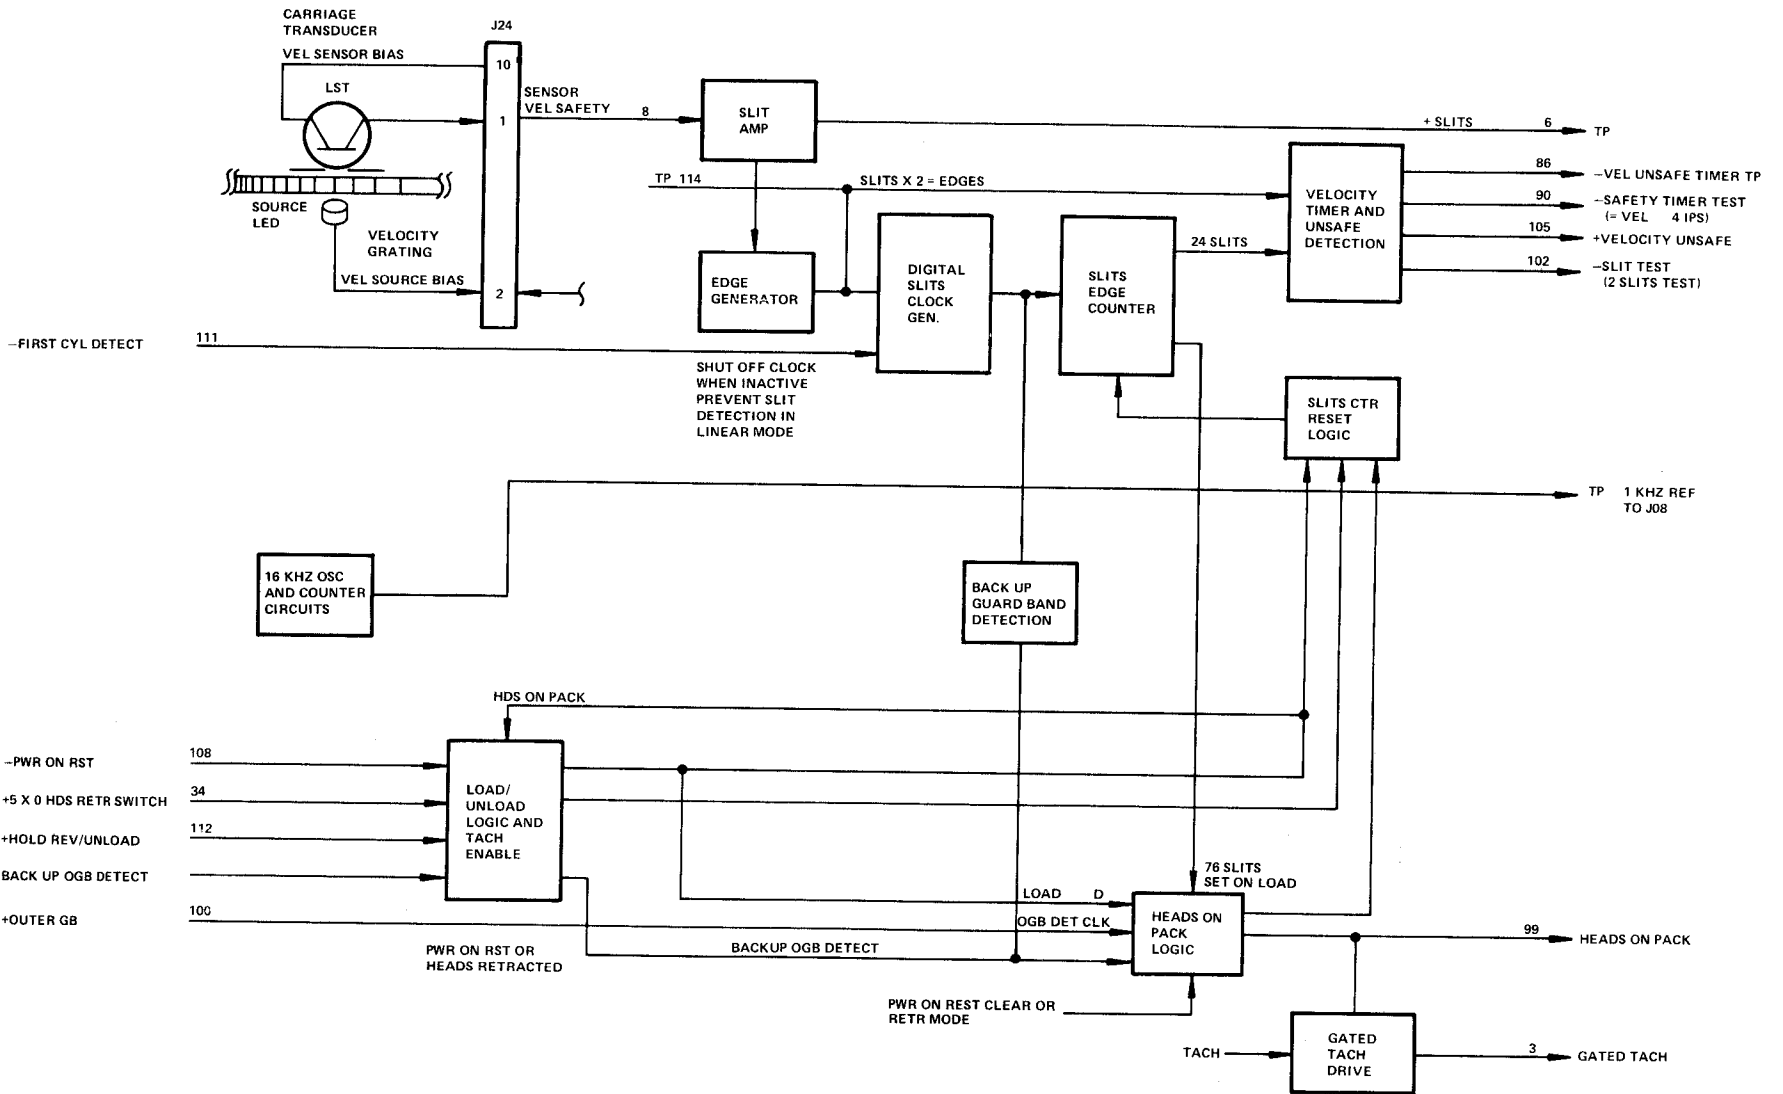 CARRIAGE
TRANSDUCER
J24
VEL SENSOR BIAS
10
LST
SENSOR
VEL SAFETY
8
1
SLIT
AMP
+ SLITS
6
TP
TP 114
SLITS X 2 = EDGES
SOURCE
LED
VELOCITY
GRATING
VEL SOURCE BIAS
2
EDGE
GENERATOR
DIGITAL
SLITS
CLOCK
GEN.
SLITS
EDGE
COUNTER
24 SLITS
VELOCITY
TIMER AND
UNSAFE
DETECTION
86
−VEL UNSAFE TIMER TP
90
−SAFETY TIMER TEST
(= VEL 4 IPS)
105
+VELOCITY UNSAFE
102
−SLIT TEST
(2 SLITS TEST)
−FIRST CYL DETECT
111
SHUT OFF CLOCK
WHEN INACTIVE
PREVENT SLIT
DETECTION IN
LINEAR MODE
SLITS CTR
RESET
LOGIC
TP 1 KHZ REF
TO J08
16 KHZ OSC
AND COUNTER
CIRCUITS
BACK UP
GUARD BAND
DETECTION
HDS ON PACK
−PWR ON RST
108
+5 X 0 HDS RETR SWITCH
34
+HOLD REV/UNLOAD
112
BACK UP OGB DETECT
+OUTER GB
100
LOAD/
UNLOAD
LOGIC AND
TACH
ENABLE
76 SLITS
SET ON LOAD
LOAD D
OGB DET CLK
BACKUP OGB DETECT
PWR ON RST OR
HEADS RETRACTED
HEADS ON
PACK
LOGIC
99
HEADS ON PACK
PWR ON REST CLEAR OR
RETR MODE
TACH
GATED
TACH
DRIVE
3
GATED TACH